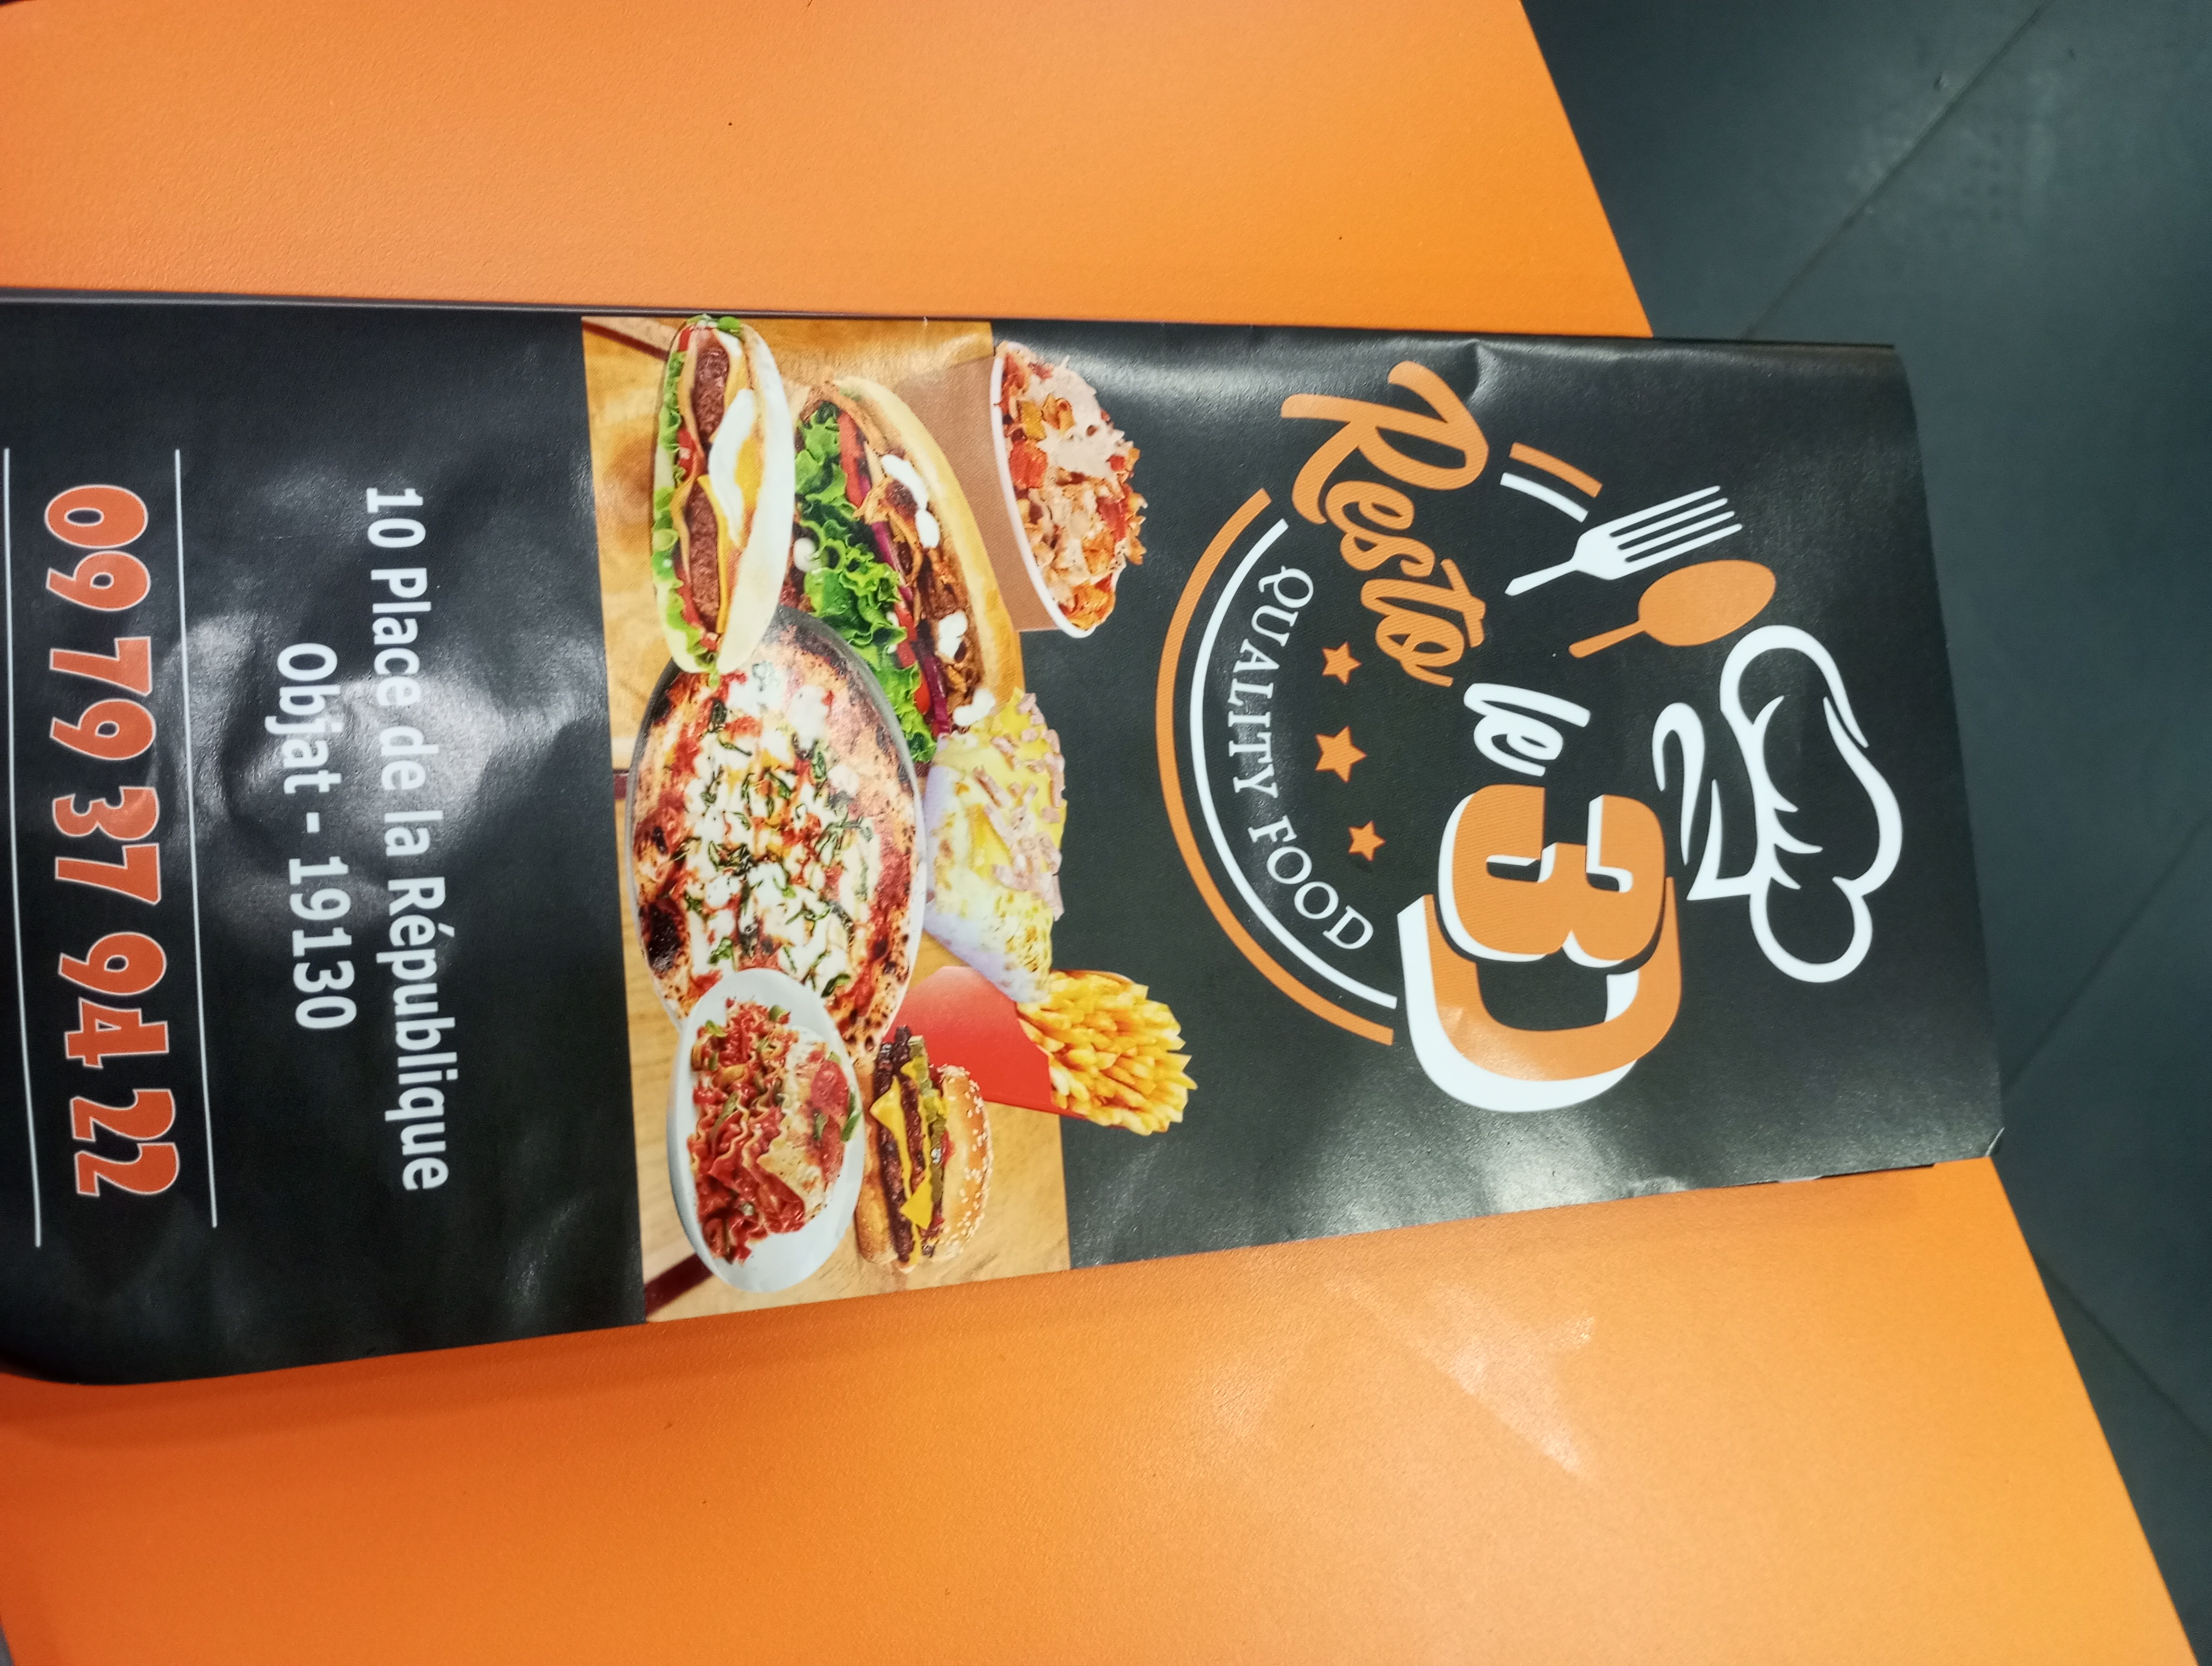 Resto le 3D
QUALITY FOOD
10 Place de la République
Objat - 19130
09 79 37 94 22